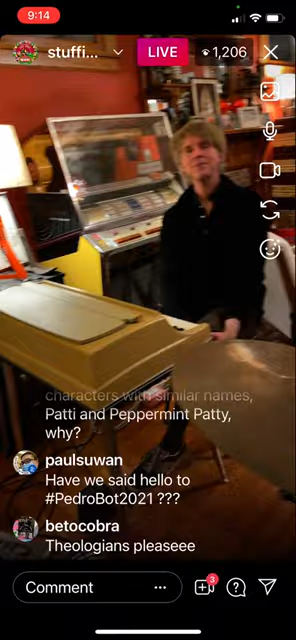 9:14
stuffi...
LIVE
1,206
characters with similar names,
Patti and Peppermint Patty,
why?
paulsuwan
Have we said hello to
#PedroBot2021 ???
betocobra
Theologians pleaseee
Comment
3